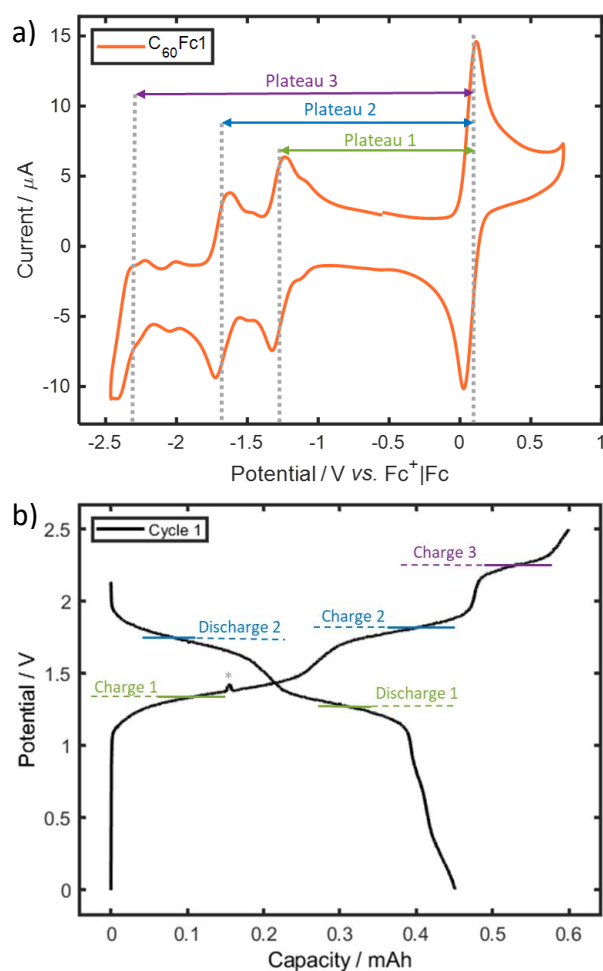 a)
C60Fc1
Plateau 3
Plateau 2
Plateau 1
Current / μA
15
10
5
0
-5
-10
-2.5 -2 -1.5 -1 -0.5 0 0.5 1
Potential / V vs. Fc+|Fc
b)
Cycle 1
Charge 3
Discharge 2
Charge 2
*
Charge 1
Discharge 1
Potential / V
2.5
2
1.5
1
0.5
0
0 0.1 0.2 0.3 0.4 0.5 0.6
Capacity / mAh